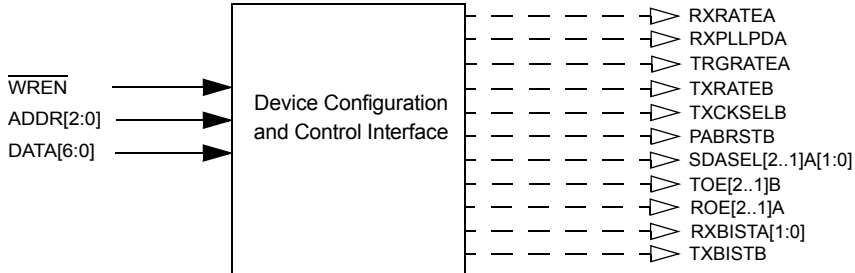 WREN
ADDR[2:0]
DATA[6:0]
Device Configuration
and Control Interface
RXRATEA
RXPLLPDA
TRGRATEA
TXRATEB
TXCKSELB
PABRSTB
SDASEL[2..1]A[1:0]
TOE[2..1]B
ROE[2..1]A
RXBISTA[1:0]
TXBISTB